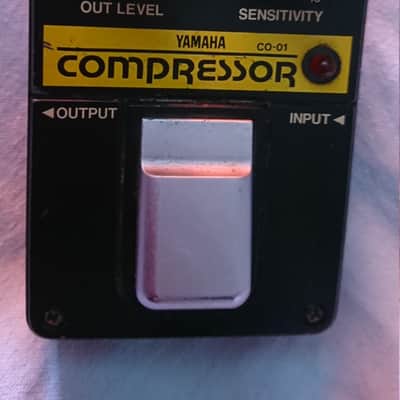 OUT LEVEL SENSITIVITY
YAMAHA CO-01
COMPRESSOR
◄OUTPUT INPUT◄